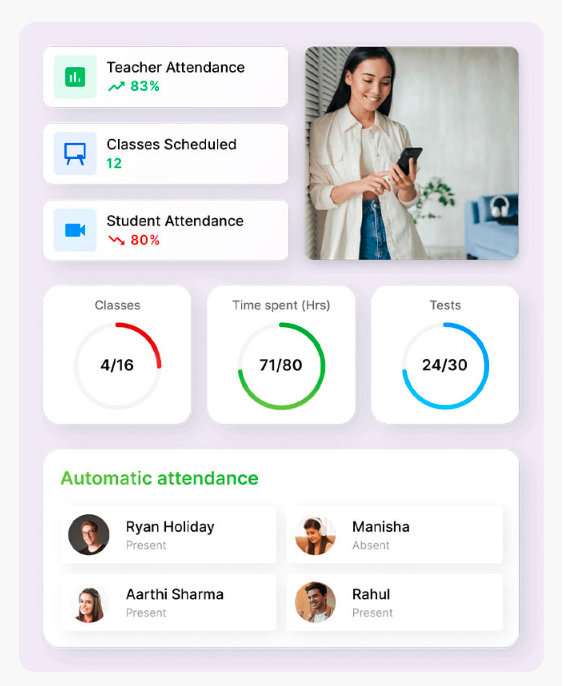 Teacher Attendance
83%
Classes Scheduled
12
Student Attendance
80%
Classes
4/16
Time spent (Hrs)
71/80
Tests
24/30
Automatic attendance
Ryan Holiday
Present
Manisha
Absent
Aarthi Sharma
Present
Rahul
Present